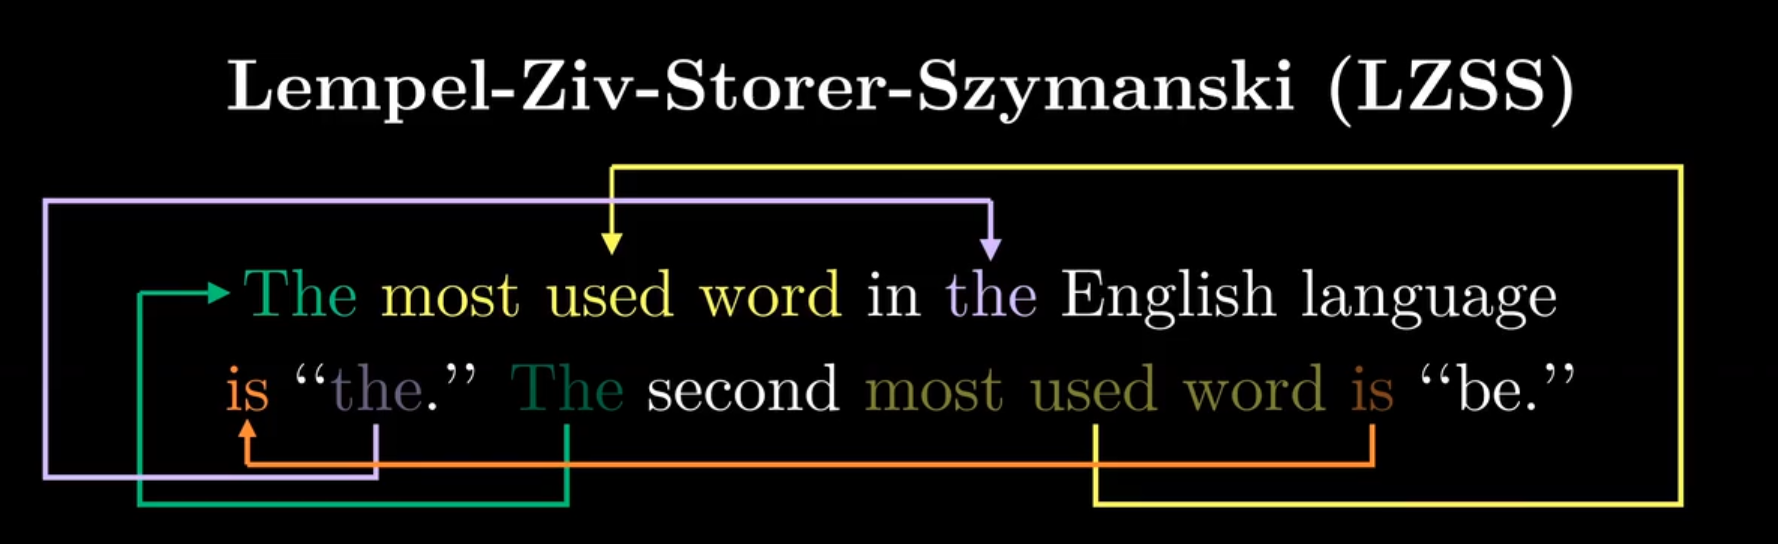 Lempel-Ziv-Storer-Szymanski (LZSS)
The most used word in the English language
is “the.” The second most used word is “be.”